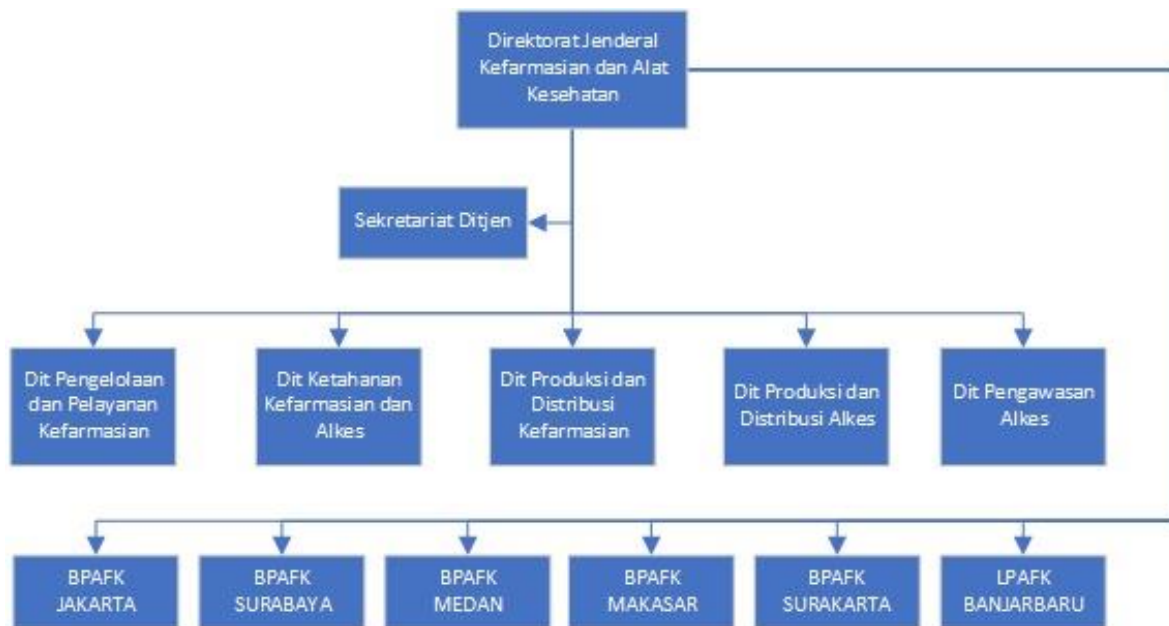 Direktorat Jenderal
Kefarmasian dan Alat
Kesehatan
Sekretariat Ditjen
Dit Pengelolaan
dan Pelayanan
Kefarmasian
Dit Ketahanan
Kefarmasian dan
Alkes
Dit Produksi dan
Distribusi
Kefarmasian
Dit Produksi dan
Distribusi Alkes
Dit Pengawasan
Alkes
BPAFK
JAKARTA
BPAFK
SURABAYA
BPAFK
MEDAN
BPAFK
MAKASAR
BPAFK
SURAKARTA
LPAFK
BANJARBARU